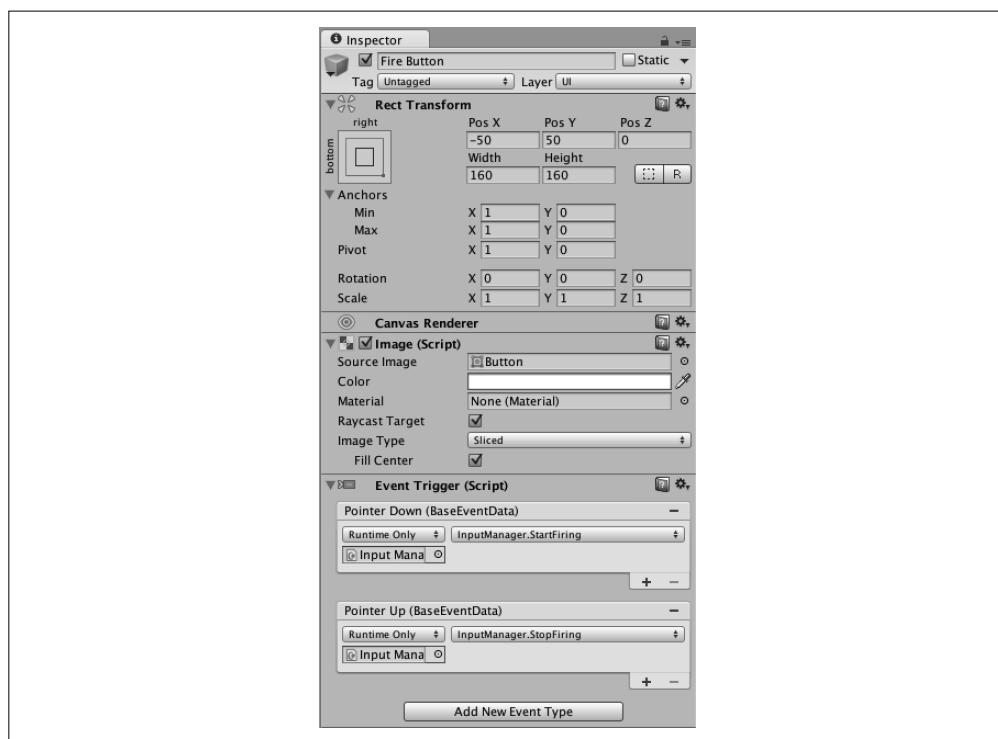 Inspector
Fire Button Static
Tag Untagged Layer UI
Rect Transform
right Pos X Pos Y Pos Z
bottom
-50 50 0
Width Height
160 160 R
Anchors
Min X 1 Y 0
Max X 1 Y 0
Pivot X 1 Y 0
Rotation X 0 Y 0 Z 0
Scale X 1 Y 1 Z 1
Canvas Renderer
Image (Script)
Source Image Button
Color
Material None (Material)
Raycast Target
Image Type Sliced
Fill Center
Event Trigger (Script)
Pointer Down (BaseEventData)
Runtime Only InputManager.StartFiring
Input Mana
Pointer Up (BaseEventData)
Runtime Only InputManager.StopFiring
Input Mana
Add New Event Type